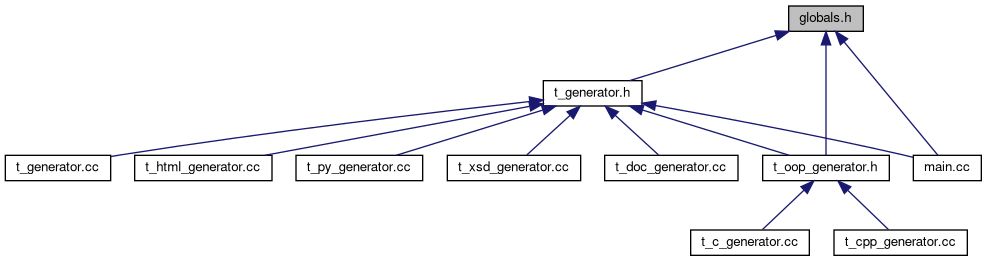 globals.h
t_generator.h
t_generator.cc
t_html_generator.cc
t_py_generator.cc
t_xsd_generator.cc
t_doc_generator.cc
t_oop_generator.h
main.cc
t_c_generator.cc
t_cpp_generator.cc